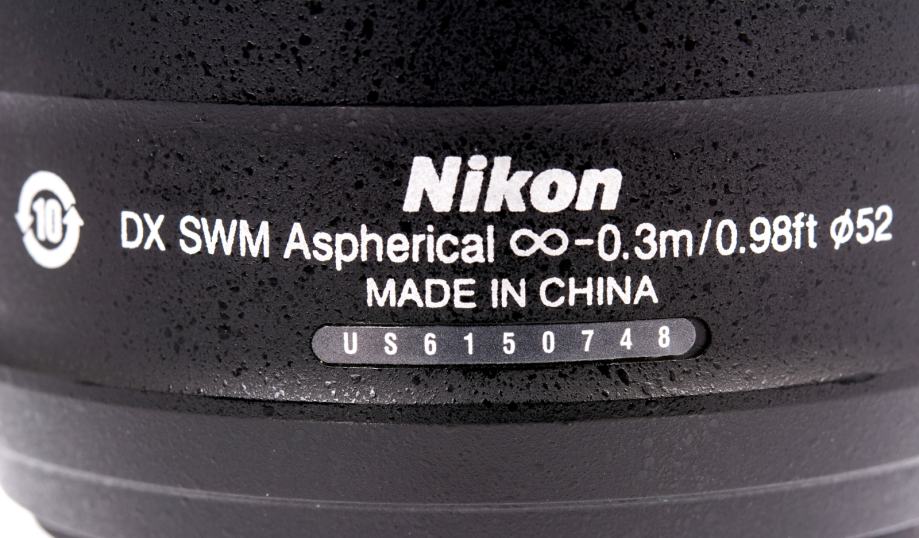 Nikon
10
DX SWM Aspherical ∞-0.3m/0.98ft ϕ52
MADE IN CHINA
US6150748